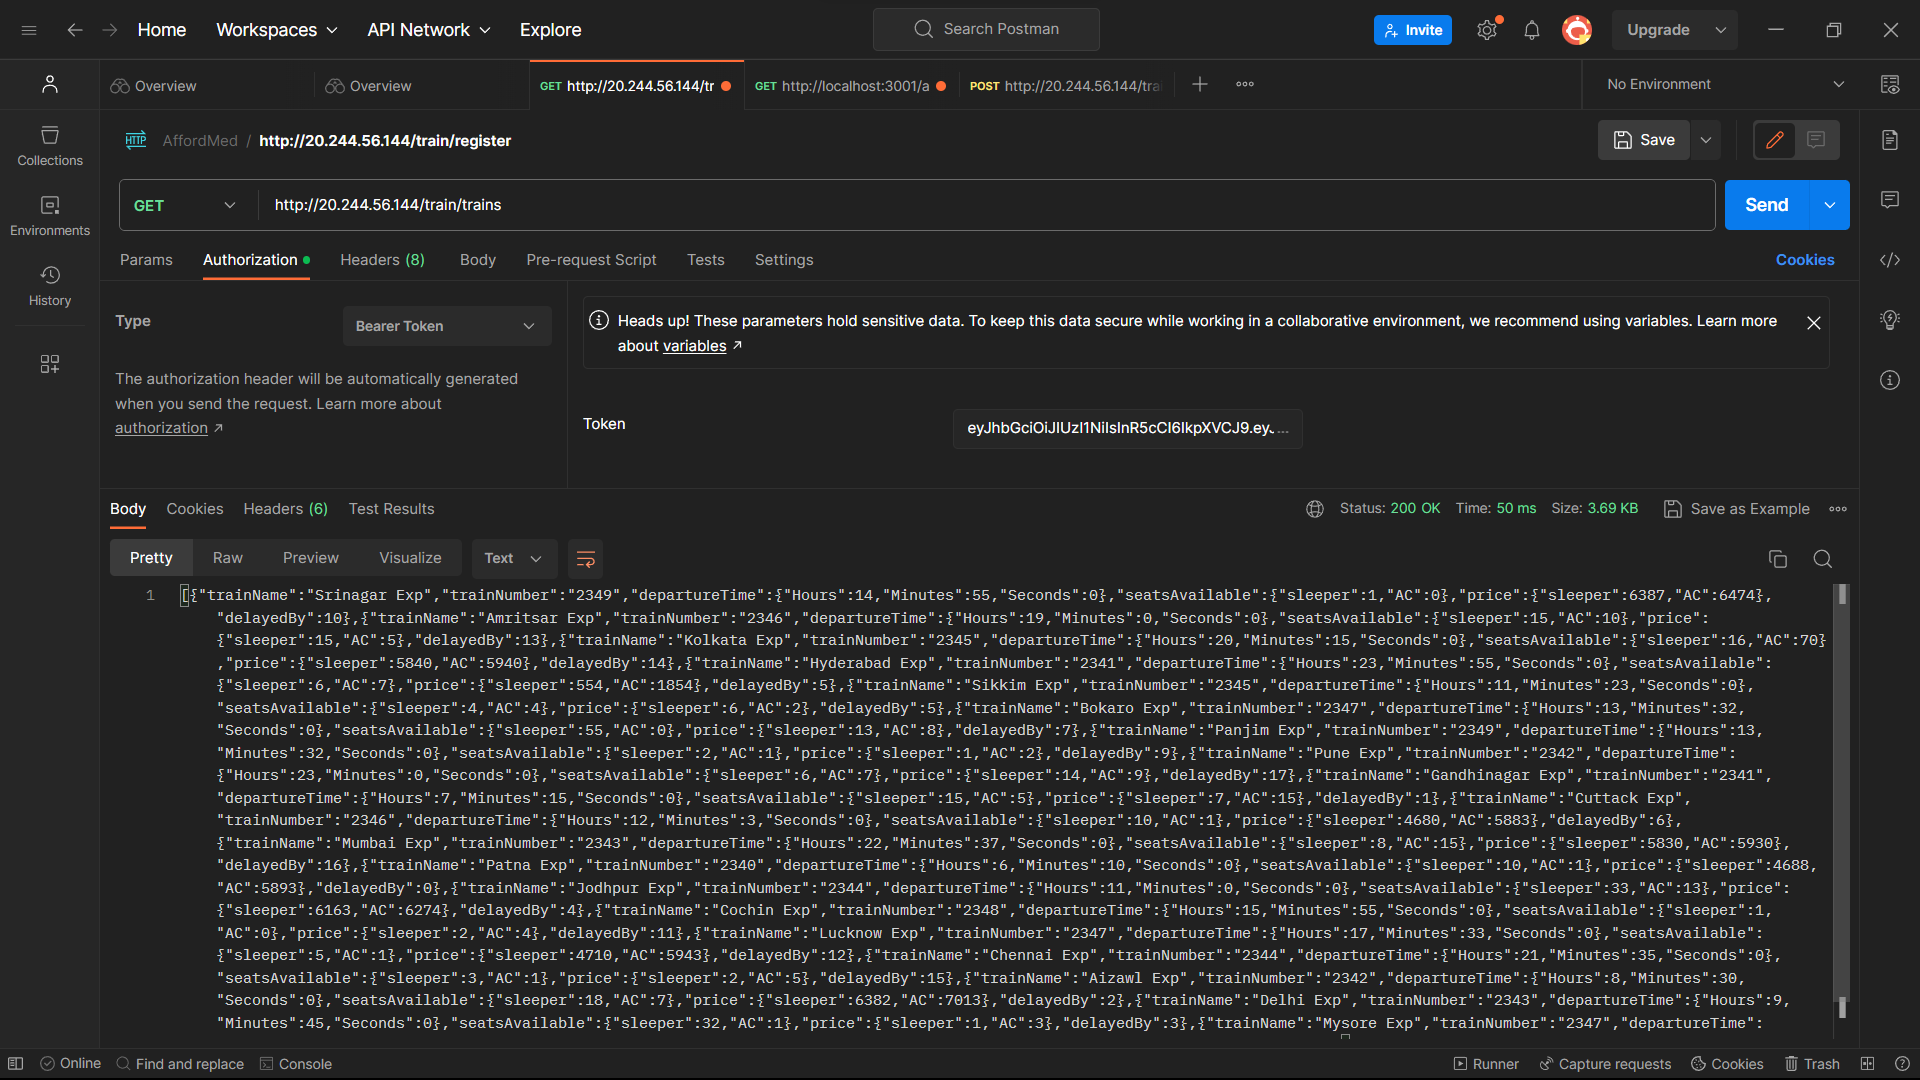 Home Workspaces API Network Explore Search Postman Invite Upgrade
Overview Overview GET http://20.244.56.144/tr GET http://localhost:3001/a POST http://20.244.56.144/tra No Environment
HTTP AffordMed / http://20.244.56.144/train/register Save
Collections
Environments
History
GET http://20.244.56.144/train/trains Send
Params Authorization Headers (8) Body Pre-request Script Tests Settings Cookies
Type Bearer Token
The authorization header will be automatically generated
when you send the request. Learn more about
authorization ↗
Heads up! These parameters hold sensitive data. To keep this data secure while working in a collaborative environment, we recommend using variables. Learn more
about variables ↗
Token eyJhbGciOiJIUzI1NiIsInR5cCI6IkpXVCJ9.eyJ...
Body Cookies Headers (6) Test Results Status: 200 OK Time: 50 ms Size: 3.69 KB Save as Example
Pretty Raw Preview Visualize Text
1 [{"trainName":"Srinagar Exp","trainNumber":"2349","departureTime":{"Hours":14,"Minutes":55,"Seconds":0},"seatsAvailable":{"sleeper":1,"AC":0},"price":{"sleeper":6387,"AC":6474},
"delayedBy":10},{"trainName":"Amritsar Exp","trainNumber":"2346","departureTime":{"Hours":19,"Minutes":0,"Seconds":0},"seatsAvailable":{"sleeper":15,"AC":10},"price":
{"sleeper":15,"AC":5},"delayedBy":13},{"trainName":"Kolkata Exp","trainNumber":"2345","departureTime":{"Hours":20,"Minutes":15,"Seconds":0},"seatsAvailable":{"sleeper":16,"AC":70}
,"price":{"sleeper":5840,"AC":5940},"delayedBy":14},{"trainName":"Hyderabad Exp","trainNumber":"2341","departureTime":{"Hours":23,"Minutes":55,"Seconds":0},"seatsAvailable":
{"sleeper":6,"AC":7},"price":{"sleeper":554,"AC":1854},"delayedBy":5},{"trainName":"Sikkim Exp","trainNumber":"2345","departureTime":{"Hours":11,"Minutes":23,"Seconds":0},
"seatsAvailable":{"sleeper":4,"AC":4},"price":{"sleeper":6,"AC":2},"delayedBy":5},{"trainName":"Bokaro Exp","trainNumber":"2347","departureTime":{"Hours":13,"Minutes":32,
"Seconds":0},"seatsAvailable":{"sleeper":55,"AC":0},"price":{"sleeper":13,"AC":8},"delayedBy":7},{"trainName":"Panjim Exp","trainNumber":"2349","departureTime":{"Hours":13,
"Minutes":32,"Seconds":0},"seatsAvailable":{"sleeper":2,"AC":1},"price":{"sleeper":1,"AC":2},"delayedBy":9},{"trainName":"Pune Exp","trainNumber":"2342","departureTime":
{"Hours":23,"Minutes":0,"Seconds":0},"seatsAvailable":{"sleeper":6,"AC":7},"price":{"sleeper":14,"AC":9},"delayedBy":17},{"trainName":"Gandhinagar Exp","trainNumber":"2341",
"departureTime":{"Hours":7,"Minutes":15,"Seconds":0},"seatsAvailable":{"sleeper":15,"AC":5},"price":{"sleeper":7,"AC":15},"delayedBy":1},{"trainName":"Cuttack Exp",
"trainNumber":"2346","departureTime":{"Hours":12,"Minutes":3,"Seconds":0},"seatsAvailable":{"sleeper":10,"AC":1},"price":{"sleeper":4680,"AC":5883},"delayedBy":6},
{"trainName":"Mumbai Exp","trainNumber":"2343","departureTime":{"Hours":22,"Minutes":37,"Seconds":0},"seatsAvailable":{"sleeper":8,"AC":15},"price":{"sleeper":5830,"AC":5930},
"delayedBy":16},{"trainName":"Patna Exp","trainNumber":"2340","departureTime":{"Hours":6,"Minutes":10,"Seconds":0},"seatsAvailable":{"sleeper":10,"AC":1},"price":{"sleeper":4688,
"AC":5893},"delayedBy":0},{"trainName":"Jodhpur Exp","trainNumber":"2344","departureTime":{"Hours":11,"Minutes":0,"Seconds":0},"seatsAvailable":{"sleeper":33,"AC":13},"price":
{"sleeper":6163,"AC":6274},"delayedBy":4},{"trainName":"Cochin Exp","trainNumber":"2348","departureTime":{"Hours":15,"Minutes":55,"Seconds":0},"seatsAvailable":{"sleeper":1,
"AC":0},"price":{"sleeper":2,"AC":4},"delayedBy":11},{"trainName":"Lucknow Exp","trainNumber":"2347","departureTime":{"Hours":17,"Minutes":33,"Seconds":0},"seatsAvailable":
{"sleeper":5,"AC":1},"price":{"sleeper":4710,"AC":5943},"delayedBy":12},{"trainName":"Chennai Exp","trainNumber":"2344","departureTime":{"Hours":21,"Minutes":35,"Seconds":0},
"seatsAvailable":{"sleeper":3,"AC":1},"price":{"sleeper":2,"AC":5},"delayedBy":15},{"trainName":"Aizawl Exp","trainNumber":"2342","departureTime":{"Hours":8,"Minutes":30,
"Seconds":0},"seatsAvailable":{"sleeper":18,"AC":7},"price":{"sleeper":6382,"AC":7013},"delayedBy":2},{"trainName":"Delhi Exp","trainNumber":"2343","departureTime":{"Hours":9,
"Minutes":45,"Seconds":0},"seatsAvailable":{"sleeper":32,"AC":1},"price":{"sleeper":1,"AC":3},"delayedBy":3},{"trainName":"Mysore Exp","trainNumber":"2347","departureTime":
Online Find and replace Console Runner Capture requests Cookies Trash